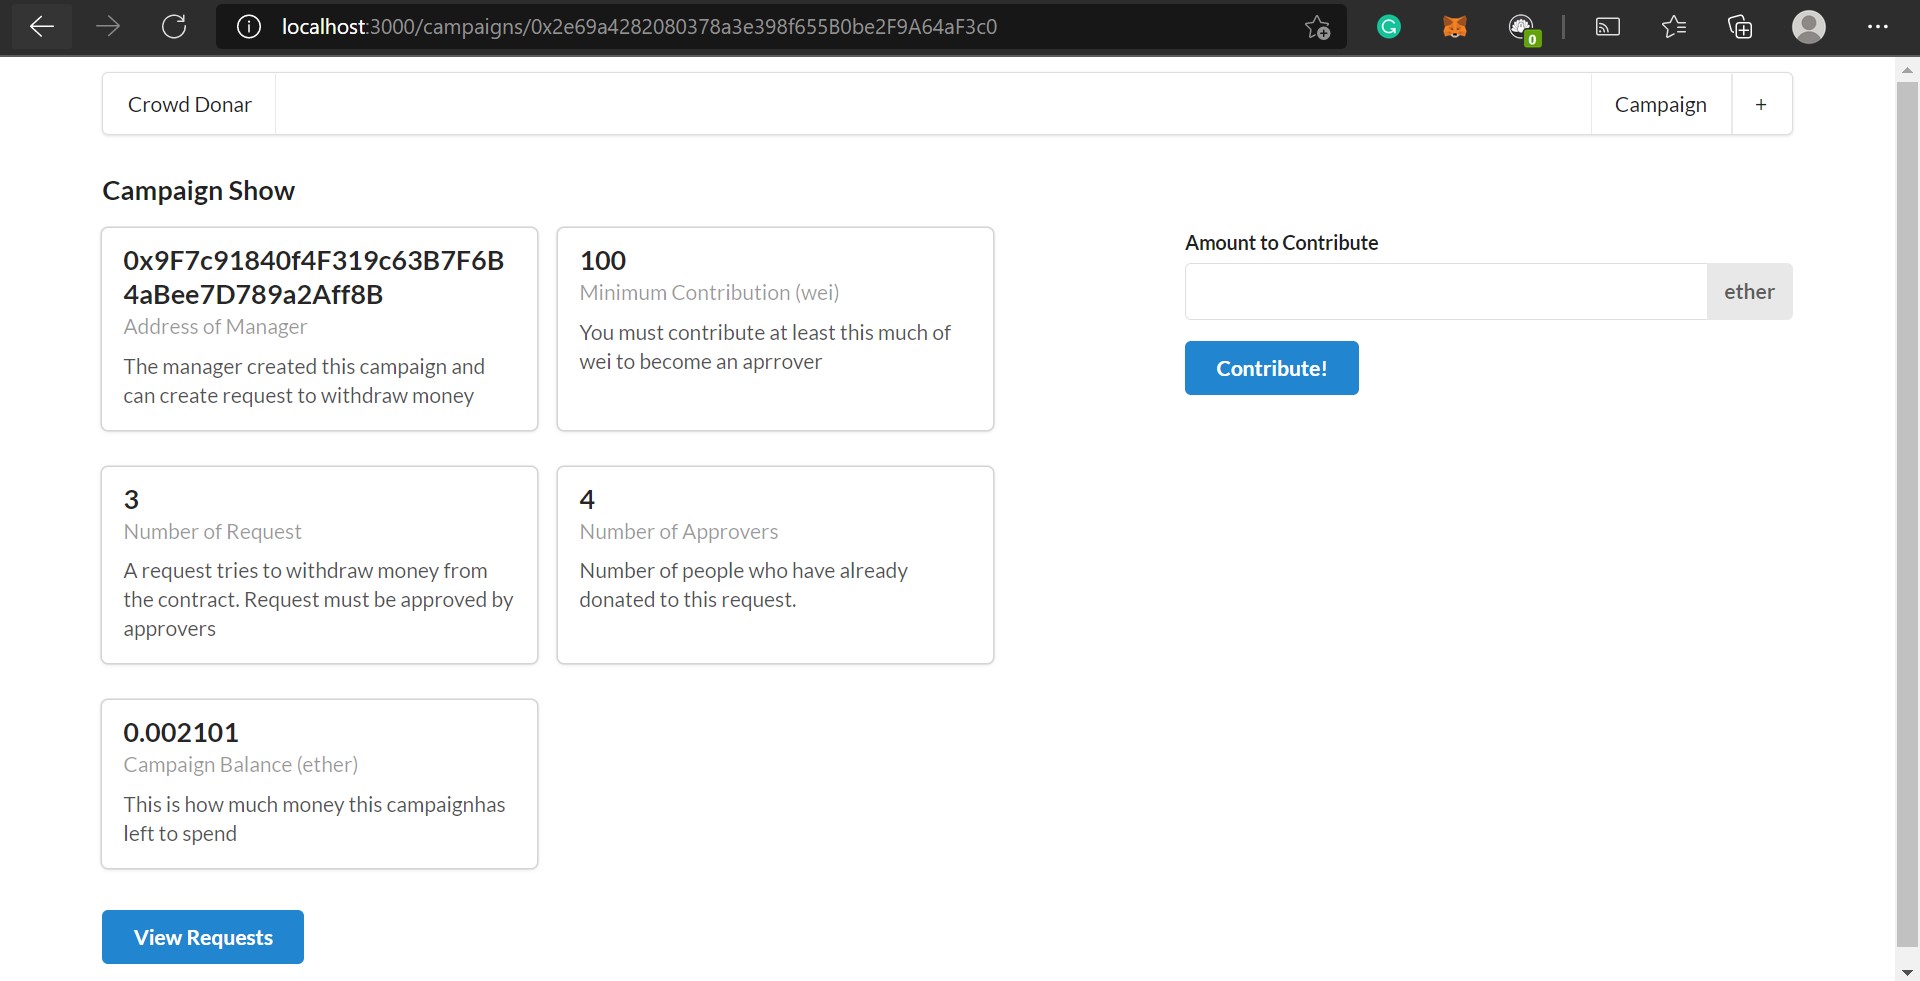 localhost:3000/campaigns/0x2e69a4282080378a3e398f655B0be2F9A64aF3c0
0
Crowd Donar
Campaign
+
Campaign Show
0x9F7c91840f4F319c63B7F6B
4aBee7D789a2Aff8B
Address of Manager
The manager created this campaign and
can create request to withdraw money
100
Minimum Contribution (wei)
You must contribute at least this much of
wei to become an aprrover
Amount to Contribute
ether
Contribute!
3
Number of Request
A request tries to withdraw money from
the contract. Request must be approved by
approvers
4
Number of Approvers
Number of people who have already
donated to this request.
0.002101
Campaign Balance (ether)
This is how much money this campaignhas
left to spend
View Requests